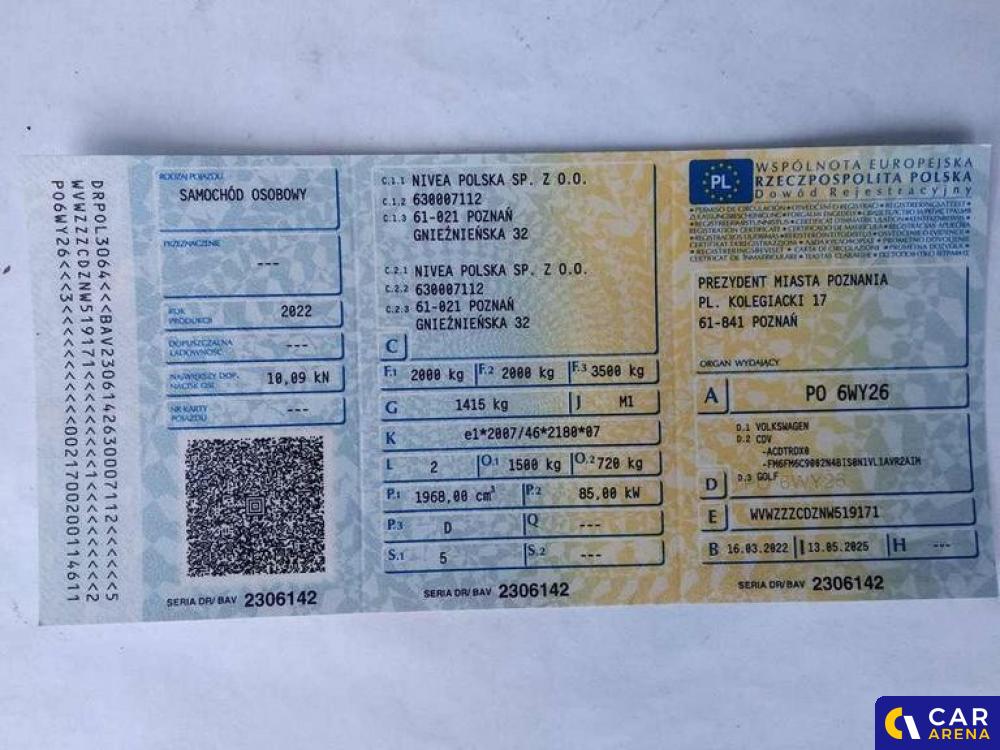 DRPOL3064<<<BAV2306142630007112<<<<<5
WVWZZZCDZNW519171<<<<<<<1<<<<<<<<<<2
PO6WY26<<<3<<<<<<<<<<<<002170020011461 1
RODZAJ POJAZDU
SAMOCHÓD OSOBOWY
PRZEZNACZENIE
---
ROK PRODUKCJI
2022
DOPUSZCZALNA ŁADOWNOŚĆ
---
NAJWIĘKSZY DOP. NACISK OSI
10,09 kN
NR KARTY POJAZDU
---
SERIA DR/ BAV 2306142
C.1.1 NIVEA POLSKA SP. Z O.O.
C.1.2 630007112
C.1.3 61-021 POZNAŃ
GNIEŹNIEŃSKA 32
C.2.1 NIVEA POLSKA SP. Z O.O.
C.2.2 630007112
C.2.3 61-021 POZNAŃ
GNIEŹNIEŃSKA 32
C
F.1 2000 kg F.2 2000 kg F.3 3500 kg
G 1415 kg J M1
K e1*2007/46*2180*07
L 2 O.1 1500 kg O.2 720 kg
P.1 1968,00 cm³ P.2 85,00 kW
P.3 D Q ---
S.1 5 S.2 ---
SERIA DR/ BAV 2306142
PL
WSPÓLNOTA EUROPEJSKA
RZECZPOSPOLITA POLSKA
Dowód Rejestracyjny
PREZYDENT MIASTA POZNANIA
PL. KOLEGIACKI 17
61-841 POZNAŃ
ORGAN WYDAJĄCY
A PO 6WY26
D.1 VOLKSWAGEN
D.2 CDV
-ACDTRDX0
-FM6FM6C9002N4BIS0N1VL1AVR2AIM
D.3 GOLF
D
E WVWZZZCDZNW519171
B 16.03.2022 I 13.05.2025 H ---
SERIA DR/ BAV 2306142
CAR
ARENA